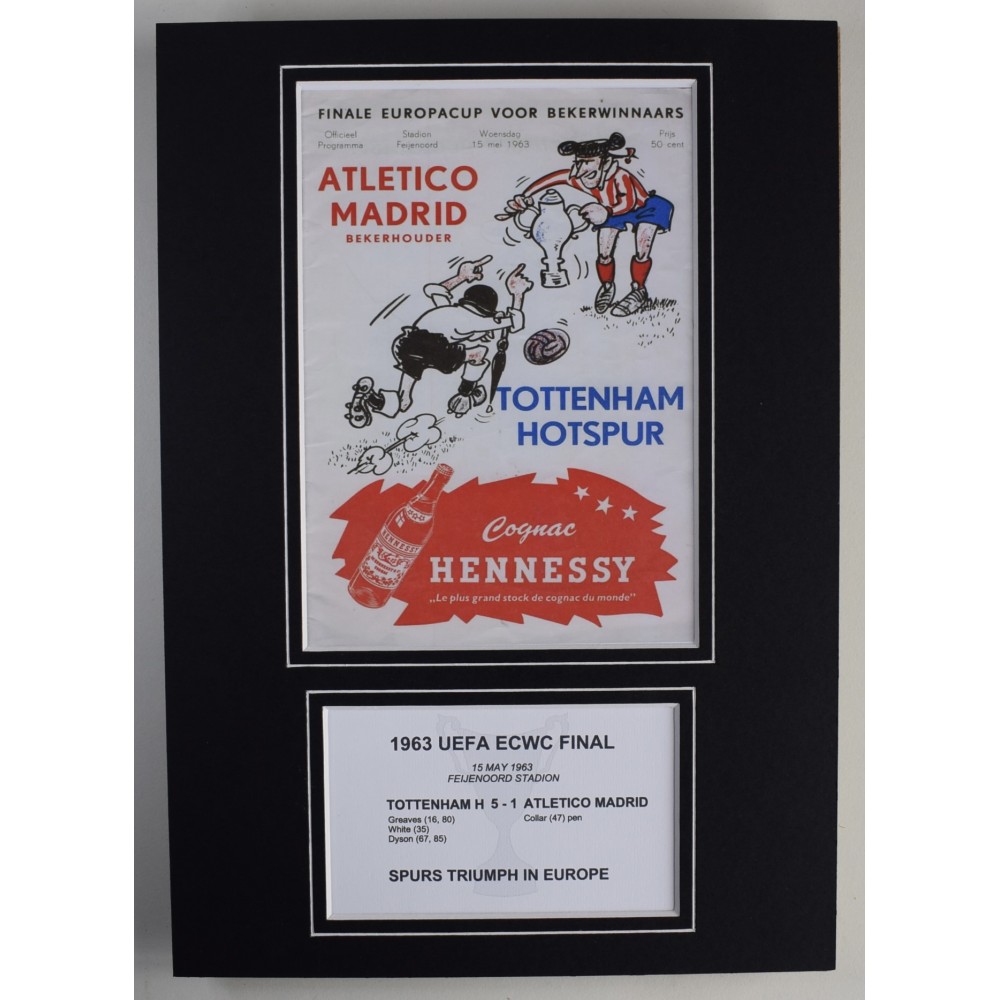 FINALE EUROPACUP VOOR BEKERWINNAARS
Officieel Stadion Woensdag Prijs
Programma Feijenoord 15 mei 1963 50 cent
ATLETICO
MADRID
BEKERHOUDER
TOTTENHAM
HOTSPUR
Cognac
HENNESSY
HENNESSY
„Le plus grand stock de cognac du monde"
1963 UEFA ECWC FINAL
15 MAY 1963
FEIJENOORD STADION
TOTTENHAM H 5 - 1 ATLETICO MADRID
Greaves (16, 80) Collar (47) pen
White (35)
Dyson (67, 85)
SPURS TRIUMPH IN EUROPE